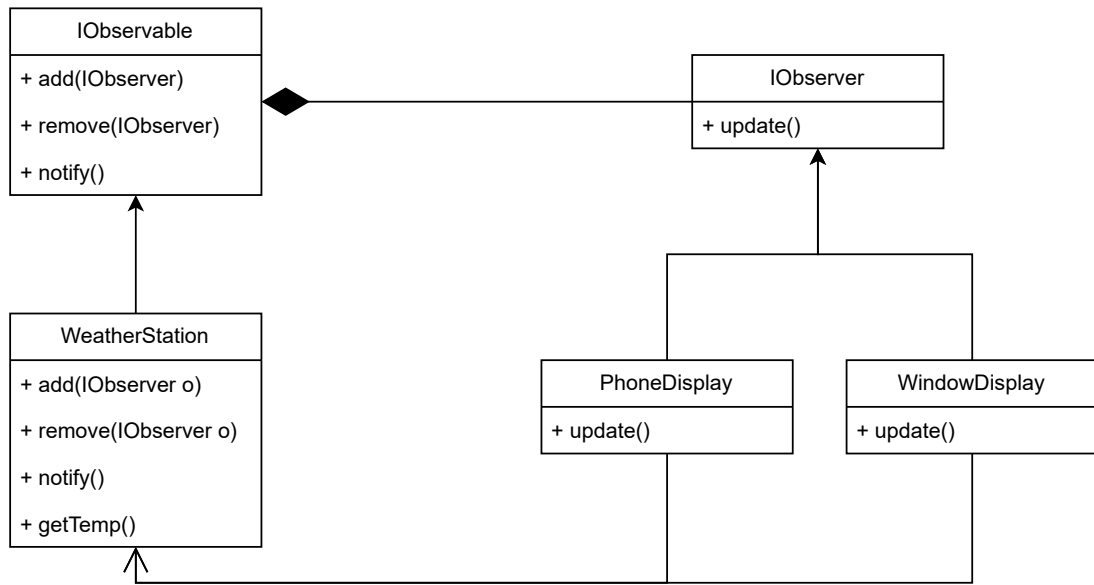 IObservable
+ add(IObserver)
+ remove(IObserver)
+ notify()
IObserver
+ update()
WeatherStation
+ add(IObserver o)
+ remove(IObserver o)
+ notify()
+ getTemp()
PhoneDisplay
+ update()
WindowDisplay
+ update()